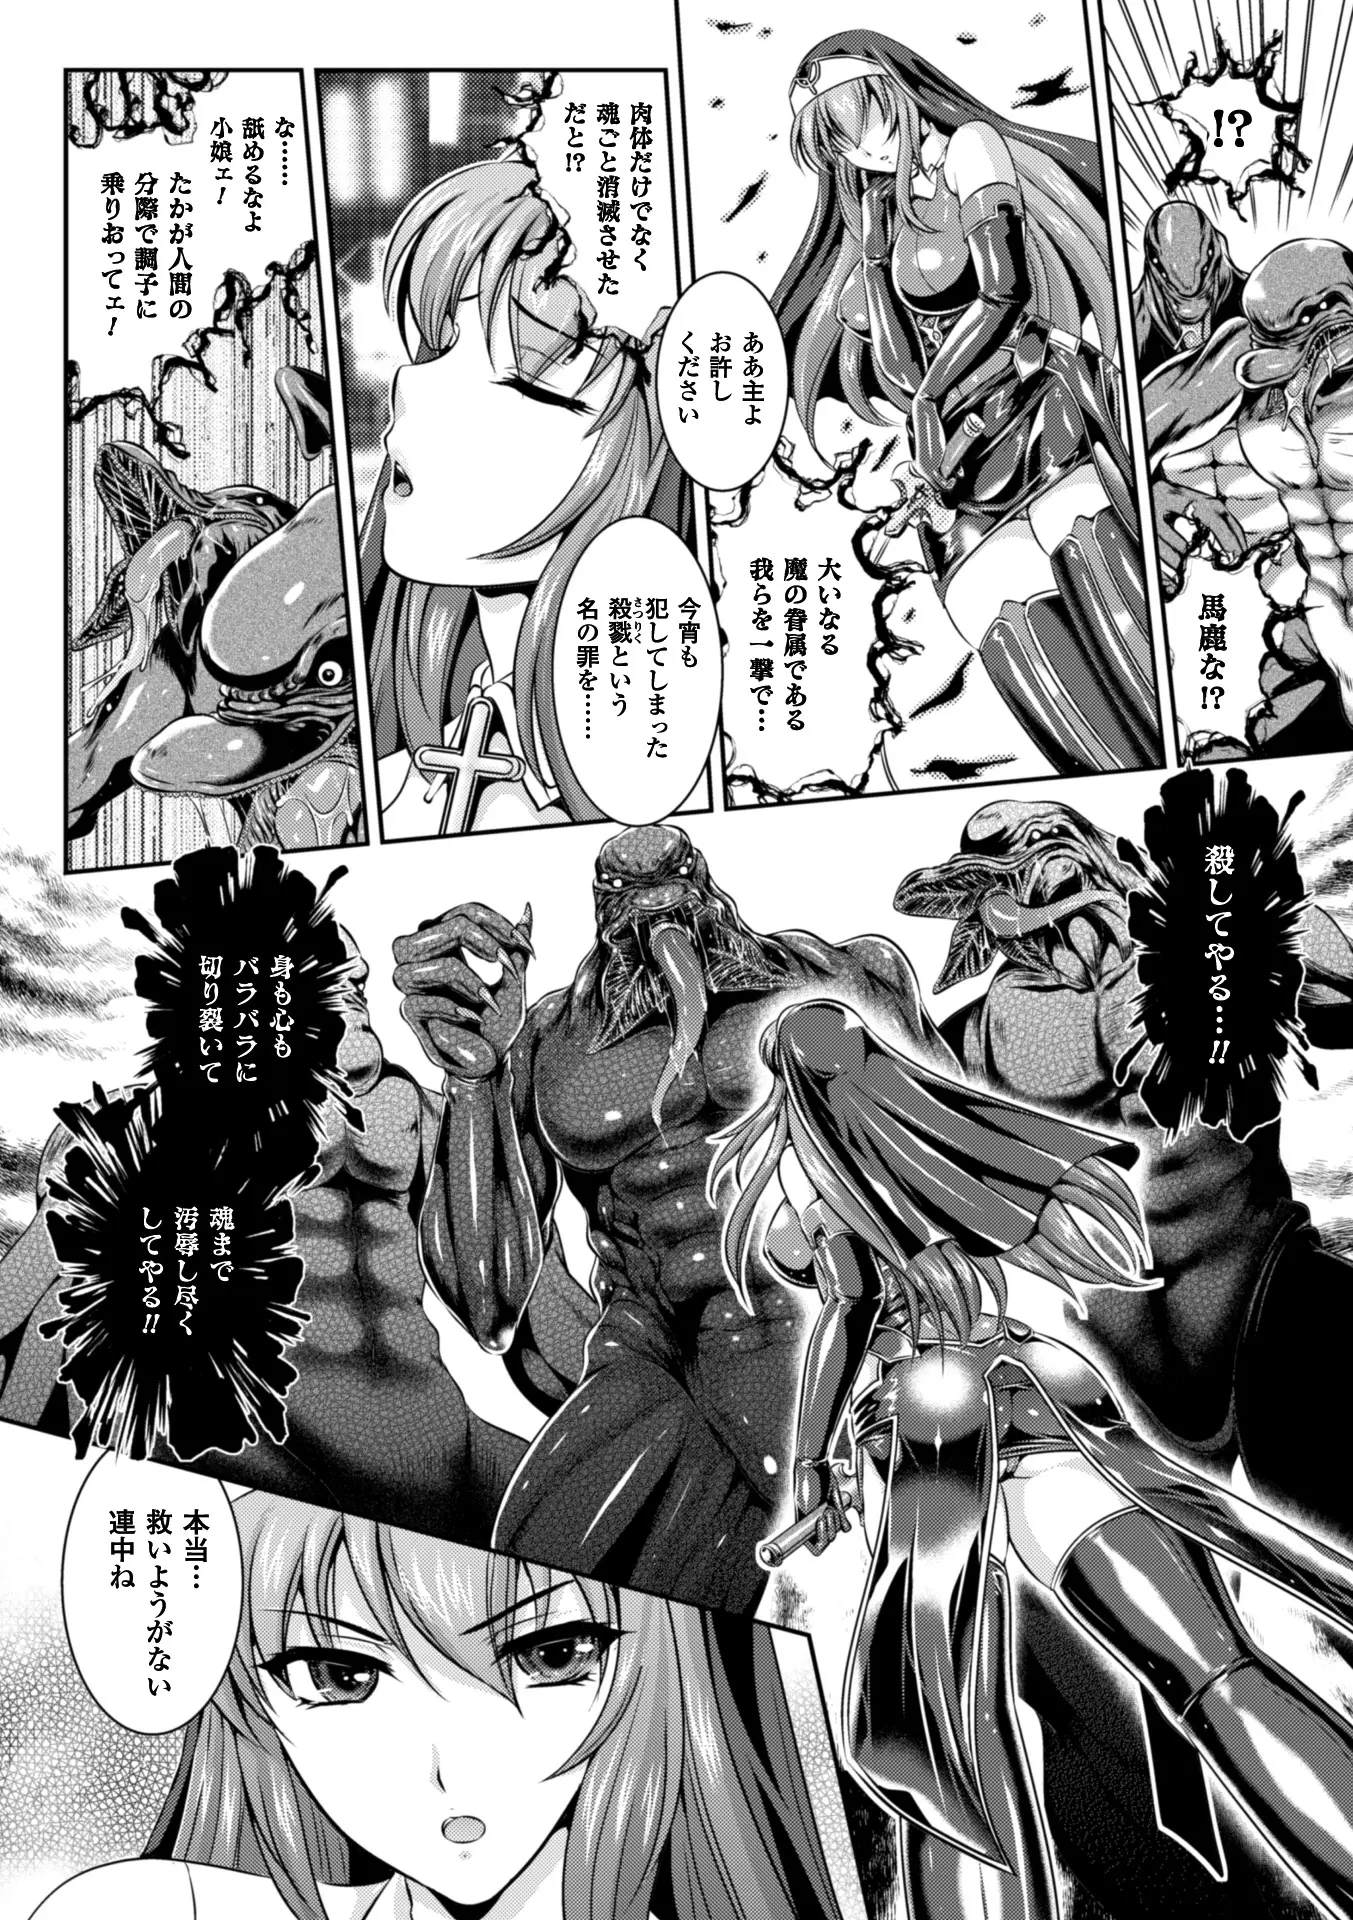 !?
馬鹿な!?
大いなる
魔の眷属である
我らを一撃で…
ああ主よ
お許し
ください
今宵も
犯してしまった
殺戮という
さつりく
名の罪を……
肉体だけでなく
魂ごと消滅させた
だと!?
な……
舐めるなよ
小娘ェ!
たかが人間の
分際で調子に
乗りおってェ!
殺してやる…!!
身も心も
バラバラに
切り裂いて
魂まで
汚辱し尽く
してやる!!
本当…
救いようがない
連中ね